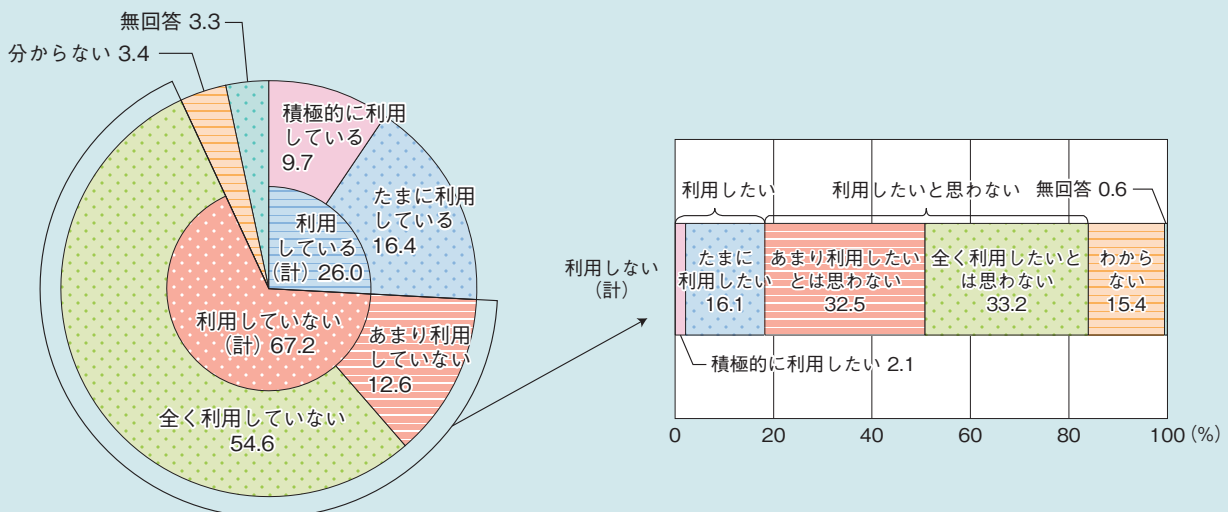 無回答 3.3
分からない 3.4
積極的に利用
している
9.7
たまに利用
している
16.4
利用
している
(計) 26.0
利用していない
(計) 67.2
あまり利用
していない
12.6
全く利用していない
54.6
利用しない
(計)
利用したい
利用したいと思わない
無回答 0.6
たまに
利用したい
16.1
あまり利用したい
とは思わない
32.5
全く利用したいと
は思わない
33.2
わから
ない
15.4
積極的に利用したい 2.1
0 20 40 60 80 100 (%)